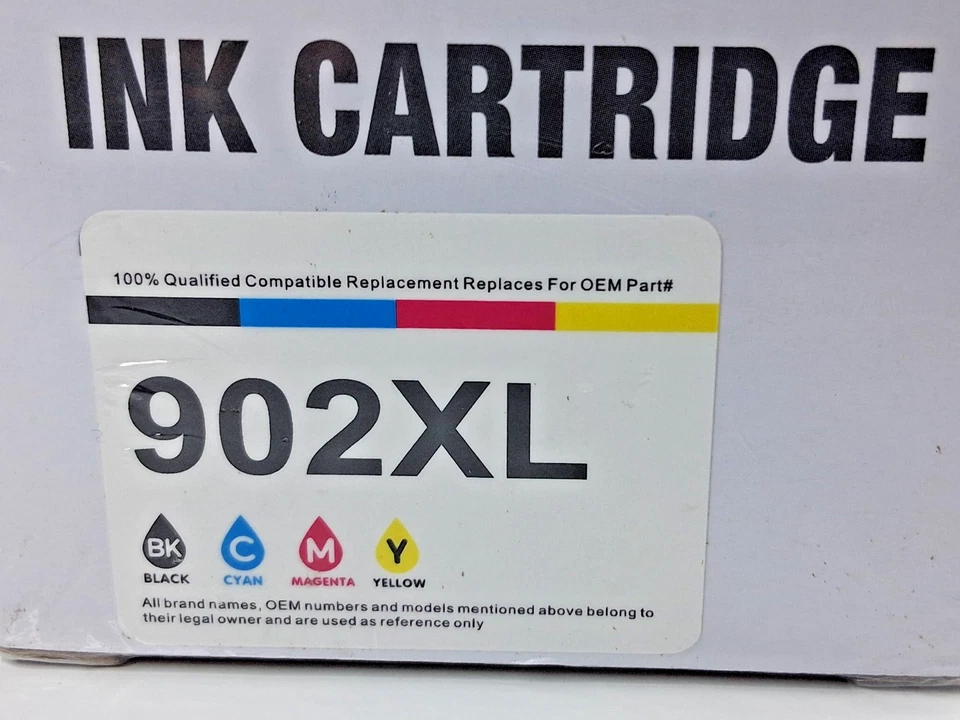 INK CARTRIDGE
100% Qualified Compatible Replacement Replaces For OEM Part#
902XL
BK C M Y
BLACK CYAN MAGENTA YELLOW
All brand names, OEM numbers and models mentioned above belong to
their legal owner and are used as reference only